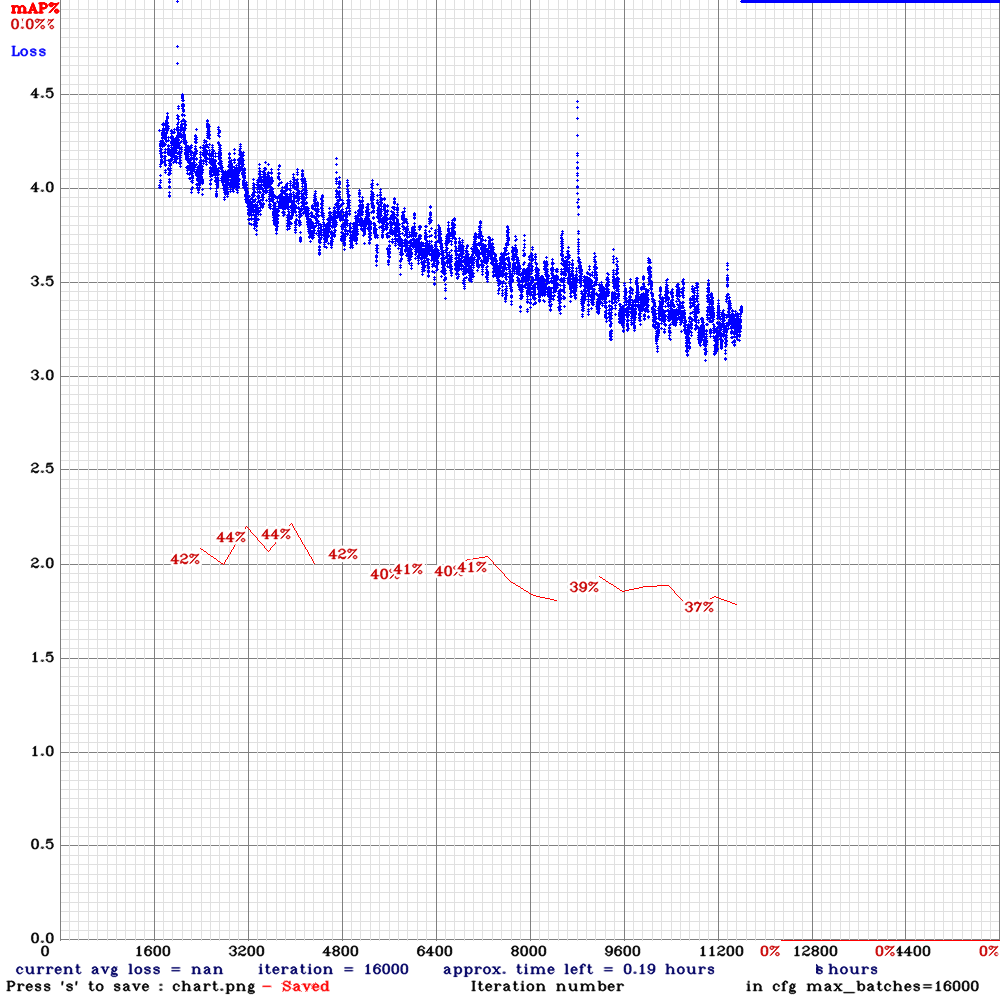 mAP%
0.0%
Loss
4.5
4.0
3.5
3.0
2.5
44% 44%
42% 42%
2.0
40% 41% 40% 41%
39%
37%
1.5
1.0
0.5
0.0
0 1600 3200 4800 6400 8000 9600 11200 0% 12800 0% 0%
current avg loss = nan iteration = 16000 approx. time left = 0.19 hours hours
Press 's' to save : chart.png - Saved Iteration number in cfg max_batches=16000